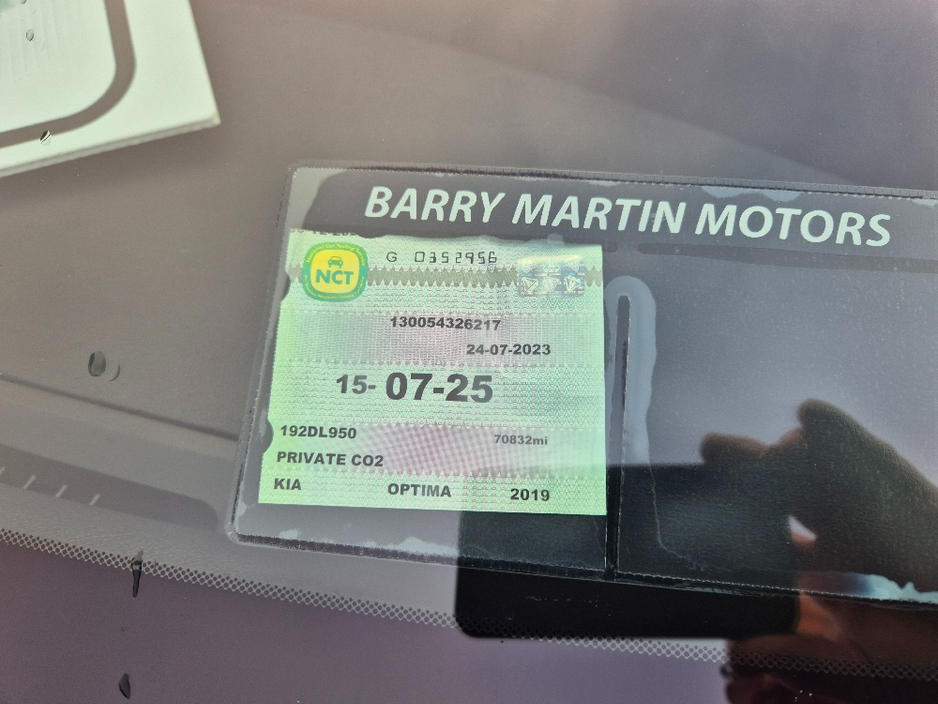 BARRY MARTIN MOTORS
NCT
G 0352956
130054326217
24-07-2023
15-07-25
192DL950 70832mi
PRIVATE CO2
KIA OPTIMA 2019